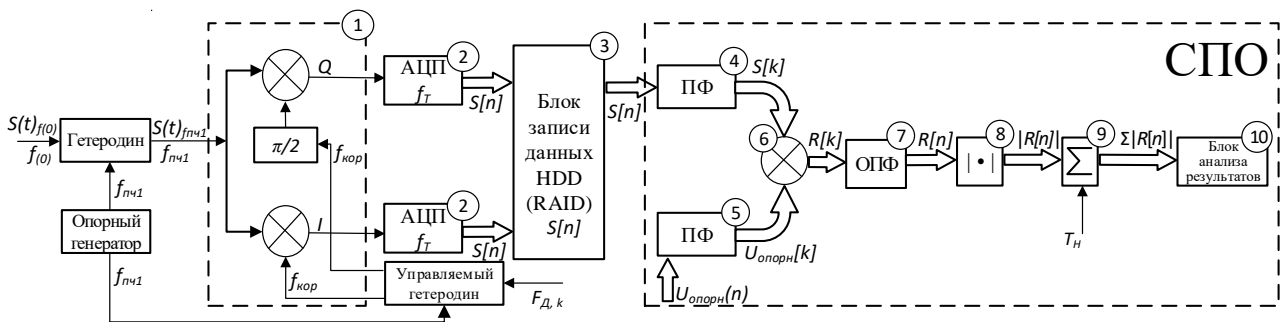 S(t)f(0)
f(0)
Гетеродин
S(t)fпч1
fпч1
fпч1
Опорный
генератор
fпч1
1
Q
π/2
fкор
I
fкор
2
АЦП
fT
S[n]
2
АЦП
fT
S[n]
Управляемый
гетеродин
FД, k
3
Блок
записи
данных
HDD
(RAID)
S[n]
S[n]
СПО
4
ПФ
S[k]
5
ПФ
Uопорн[k]
Uопорн(n)
6
R[k]
7
ОПФ
R[n]
8
|•|
|R[n]|
9
Σ
TН
Σ|R[n]|
10
Блок
анализа
результатов